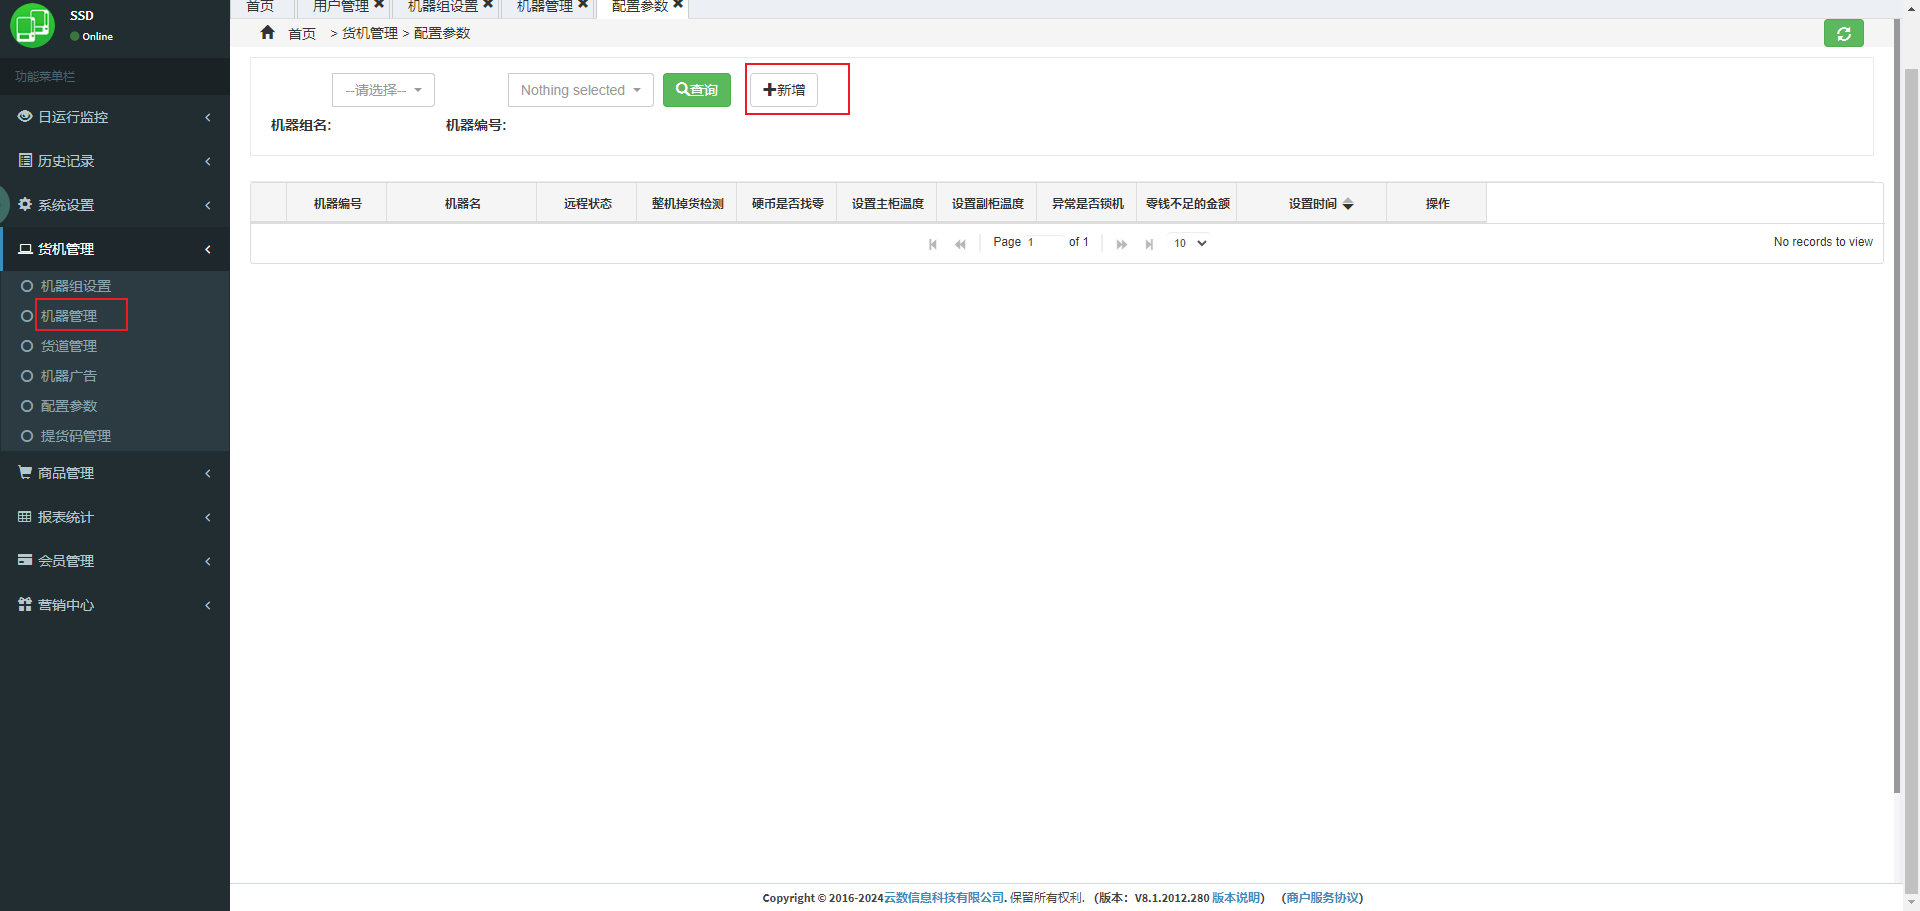 SSD
Online
功能菜单栏
日运行监控
历史记录
系统设置
货机管理
机器组设置
机器管理
货道管理
机器广告
配置参数
提货码管理
商品管理
报表统计
会员管理
营销中心
首页 用户管理 机器组设置 机器管理 配置参数
首页 > 货机管理 > 配置参数
--请选择-- Nothing selected 查询 新增
机器组名: 机器编号:
机器编号 机器名 远程状态 整机掉货检测 硬币是否找零 设置主柜温度 设置副柜温度 异常是否锁机 零钱不足的金额 设置时间 操作
Page 1 of 1 10 No records to view
Copyright © 2016-2024云数信息科技有限公司. 保留所有权利. (版本：V8.1.2012.280 版本说明) (商户服务协议)